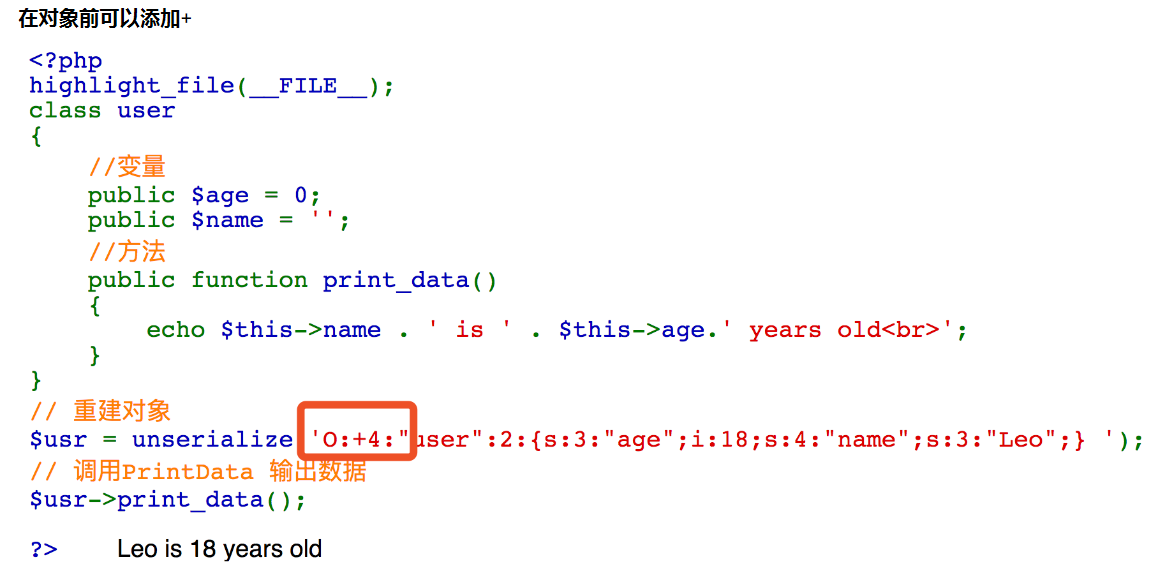 在对象前可以添加+
<?php
highlight_file(__FILE__);
class user
{
//变量
public $age = 0;
public $name = '';
//方法
public function print_data()
{
echo $this->name . ' is ' . $this->age.' years old<br>';
}
}
// 重建对象
$usr = unserialize 'O:+4:"user":2:{s:3:"age";i:18;s:4:"name";s:3:"Leo";} ');
// 调用PrintData 输出数据
$usr->print_data();
?> Leo is 18 years old